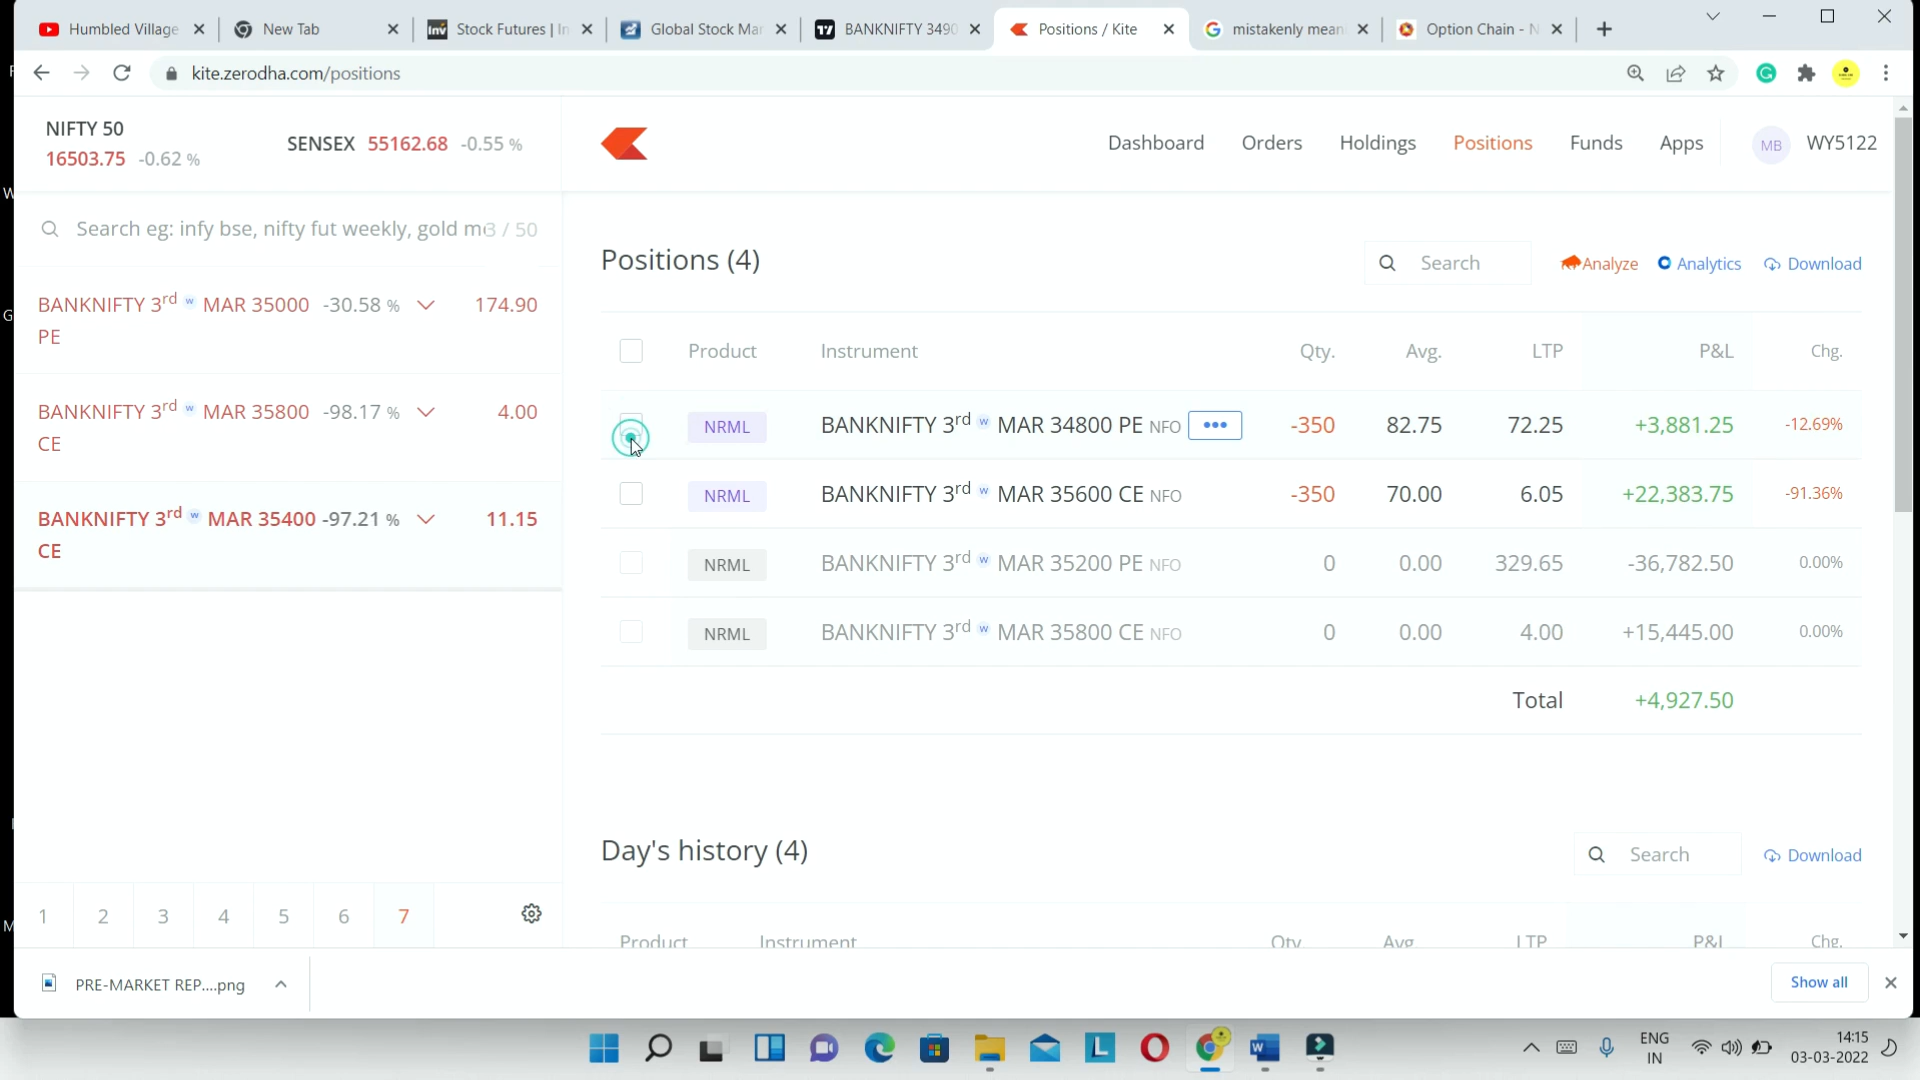 Humbled Village
New Tab
Stock Futures | In
Global Stock Mar
BANKNIFTY 3490
Positions / Kite
mistakenly mean
Option Chain - N
kite.zerodha.com/positions
NIFTY 50
16503.75 -0.62 %
SENSEX 55162.68 -0.55 %
Dashboard Orders Holdings Positions Funds Apps MB WY5122
Search eg: infy bse, nifty fut weekly, gold m 3 / 50
BANKNIFTY 3rd w MAR 35000 PE -30.58 % 174.90
BANKNIFTY 3rd w MAR 35800 CE -98.17 % 4.00
BANKNIFTY 3rd w MAR 35400 CE -97.21 % 11.15
1 2 3 4 5 6 7
Positions (4)
Search Analyze Analytics Download
Product Instrument Qty. Avg. LTP P&L Chg.
NRML BANKNIFTY 3rd w MAR 34800 PE NFO ••• -350 82.75 72.25 +3,881.25 -12.69%
NRML BANKNIFTY 3rd w MAR 35600 CE NFO -350 70.00 6.05 +22,383.75 -91.36%
NRML BANKNIFTY 3rd w MAR 35200 PE NFO 0 0.00 329.65 -36,782.50 0.00%
NRML BANKNIFTY 3rd w MAR 35800 CE NFO 0 0.00 4.00 +15,445.00 0.00%
Total +4,927.50
Day's history (4)
Search Download
Product Instrument Qty. Avg. LTP P&L Chg.
PRE-MARKET REP....png
Show all
ENG
IN
14:15
03-03-2022